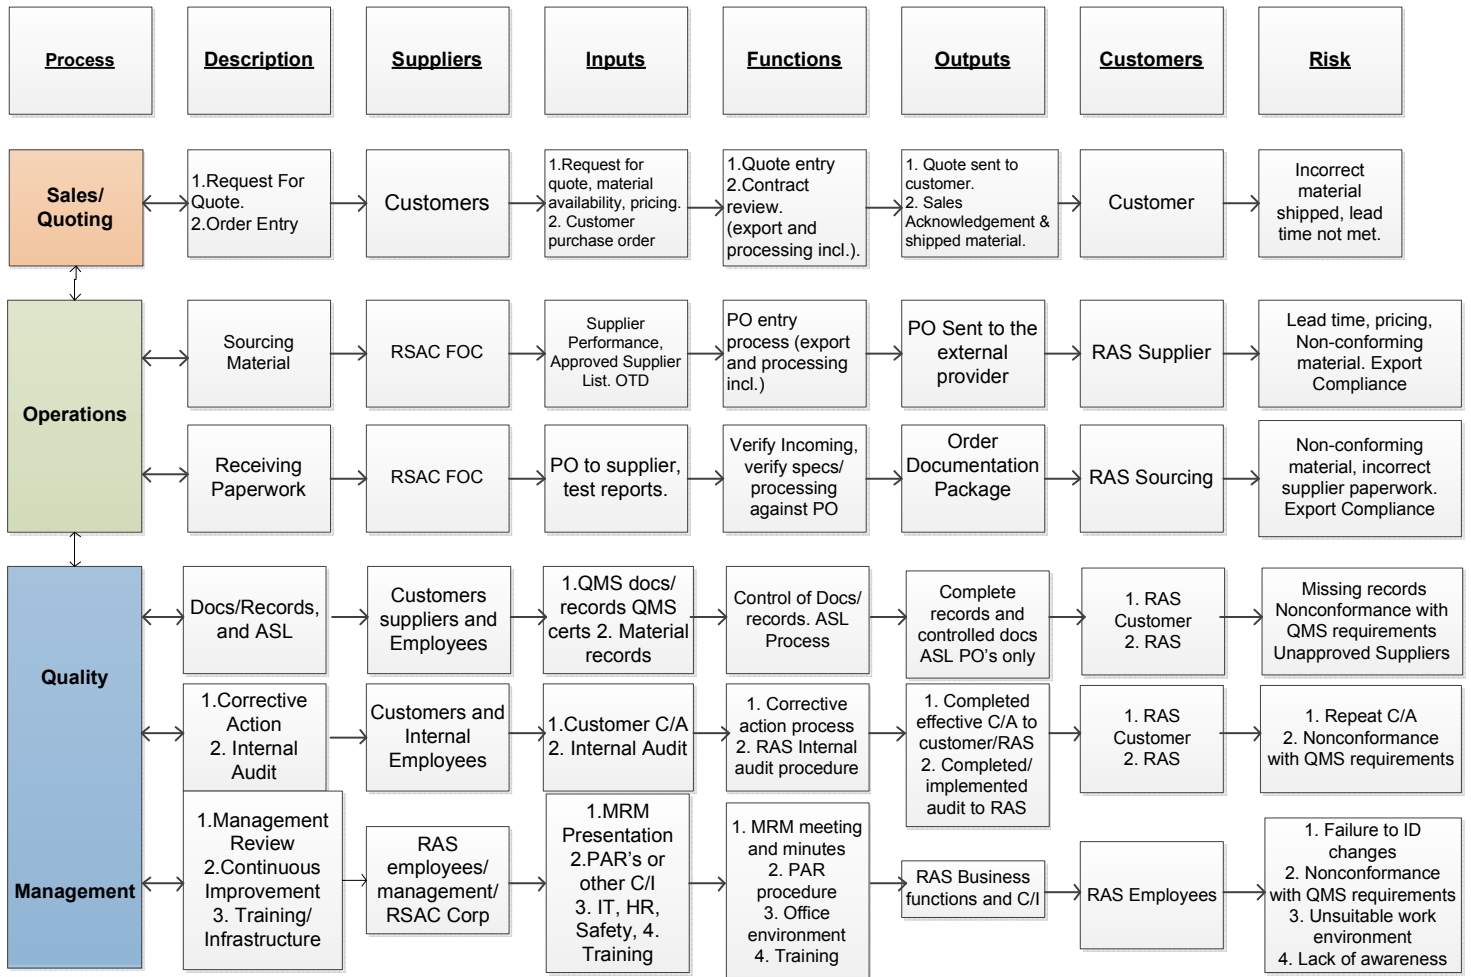 Process
Description
Suppliers
Inputs
Functions
Outputs
Customers
Risk
Sales/
Quoting
1.Request For
Quote.
2.Order Entry
Customers
1.Request for
quote, material
availability, pricing.
2. Customer
purchase order
1.Quote entry
2.Contract
review.
(export and
processing incl.).
1. Quote sent to
customer.
2. Sales
Acknowledgement &
shipped material.
Customer
Incorrect
material
shipped, lead
time not met.
Operations
Sourcing
Material
RSAC FOC
Supplier
Performance,
Approved Supplier
List. OTD
PO entry
process (export
and processing
incl.)
PO Sent to the
external
provider
RAS Supplier
Lead time, pricing,
Non-conforming
material. Export
Compliance
Receiving
Paperwork
RSAC FOC
PO to supplier,
test reports.
Verify Incoming,
verify specs/
processing
against PO
Order
Documentation
Package
RAS Sourcing
Non-conforming
material, incorrect
supplier paperwork.
Export Compliance
Quality
Docs/Records,
and ASL
Customers
suppliers and
Employees
1.QMS docs/
records QMS
certs 2. Material
records
Control of Docs/
records. ASL
Process
Complete
records and
controlled docs
ASL PO's only
1. RAS
Customer
2. RAS
Missing records
Nonconformance with
QMS requirements
Unapproved Suppliers
1.Corrective
Action
2. Internal
Audit
Customers and
Internal
Employees
1.Customer C/A
2. Internal Audit
1. Corrective
action process
2. RAS Internal
audit procedure
1. Completed
effective C/A to
customer/RAS
2. Completed/
implemented
audit to RAS
1. RAS
Customer
2. RAS
1. Repeat C/A
2. Nonconformance
with QMS requirements
Management
1.Management
Review
2.Continuous
Improvement
3. Training/
Infrastructure
RAS
employees/
management/
RSAC Corp
1.MRM
Presentation
2.PAR's or
other C/I
3. IT, HR,
Safety, 4.
Training
1. MRM meeting
and minutes
2. PAR
procedure
3. Office
environment
4. Training
RAS Business
functions and C/I
RAS Employees
1. Failure to ID
changes
2. Nonconformance
with QMS requirements
3. Unsuitable work
environment
4. Lack of awareness